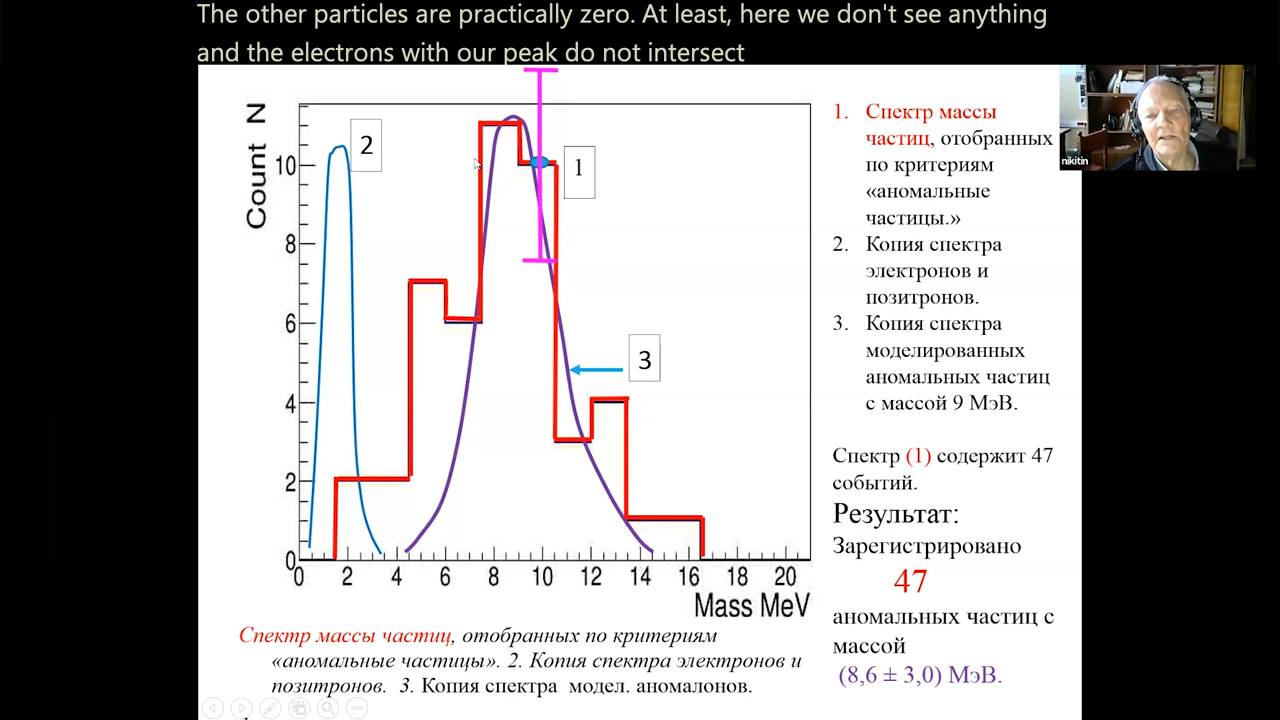 The other particles are practically zero. At least, here we don't see anything
and the electrons with our peak do not intersect
Count N
10
8
6
4
2
0
0 2 4 6 8 10 12 14 16 18 20
Mass MeV
2
1
3
1. Спектр массы
частиц, отобранных
по критериям
«аномальные
частицы.»
2. Копия спектра
электронов и
позитронов.
3. Копия спектра
моделированных
аномальных частиц
с массой 9 МэВ.
Спектр (1) содержит 47
событий.
Результат:
Зарегистрировано
47
аномальных частиц с
массой
(8,6 ± 3,0) МэВ.
Спектр массы частиц, отобранных по критериям
«аномальные частицы». 2. Копия спектра электронов и
позитронов. 3. Копия спектра модел. аномалонов.
nikitin